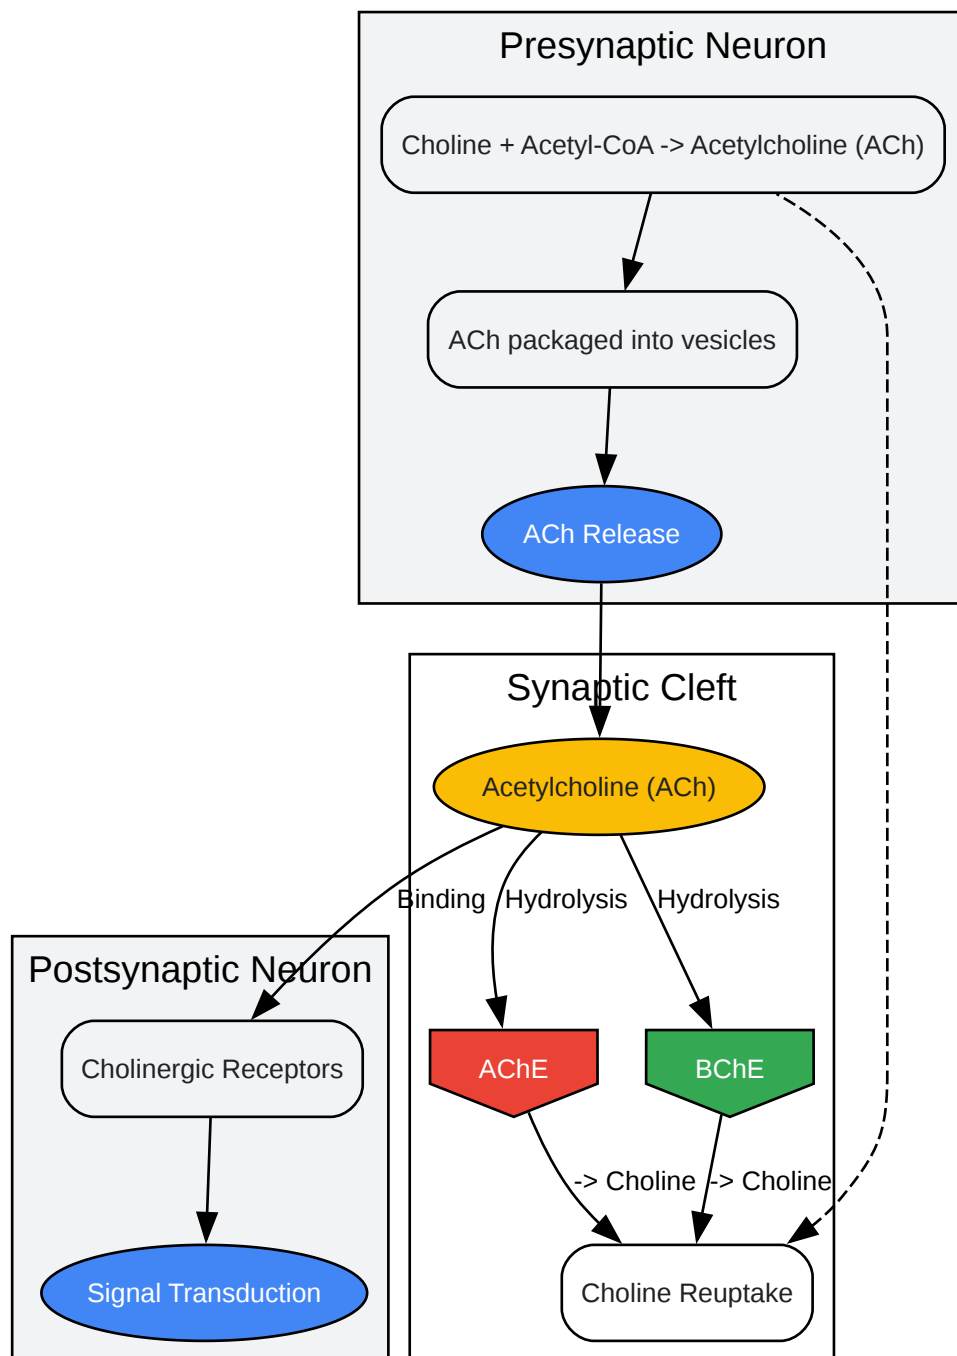 Presynaptic Neuron
Choline + Acetyl-CoA -> Acetylcholine (ACh)
ACh packaged into vesicles
ACh Release
Synaptic Cleft
Acetylcholine (ACh)
Binding
Hydrolysis
Hydrolysis
Postsynaptic Neuron
Cholinergic Receptors
AChE
BChE
-> Choline
-> Choline
Signal Transduction
Choline Reuptake